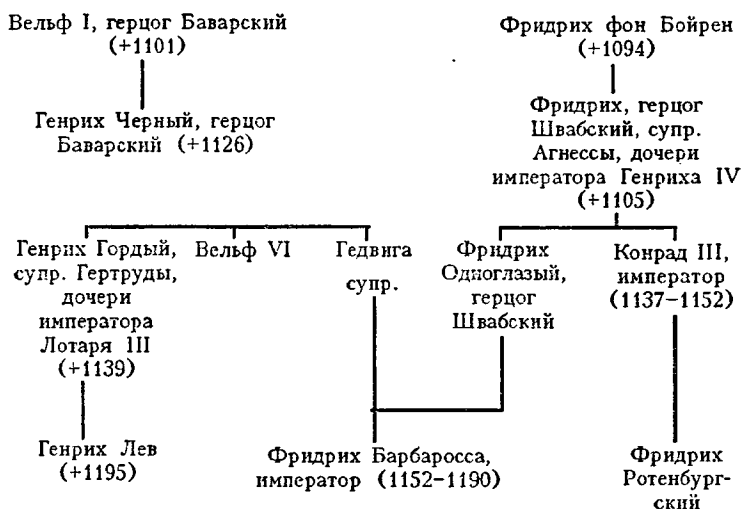 Вельф I, герцог Баварский
(+1101)
Фридрих фон Бойрен
(+1094)
Генрих Черный, герцог
Баварский (+1126)
Фридрих, герцог
Швабский, супр.
Агнессы, дочери
императора Генриха IV
(+1105)
Генрих Гордый,
супр. Гертруды,
дочери
императора
Лотаря III
(+1139)
Вельф VI
Гедвига
супр.
Фридрих
Одноглазый,
герцог
Швабский
Конрад III,
император
(1137–1152)
Генрих Лев
(+1195)
Фридрих Барбаросса,
император (1152–1190)
Фридрих
Ротенбург-
ский